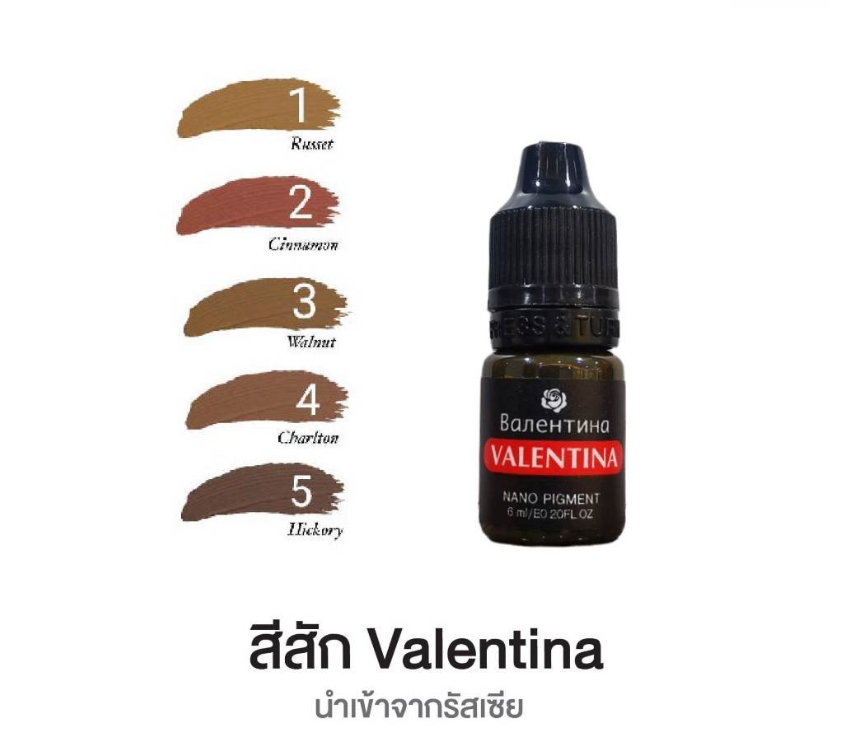 1
Russet
2
Cinnamon
3
Walnut
4
Charlton
5
Hickory
Валентина
VALENTINA
NANO PIGMENT
6 ml/E0 20FL.OZ
สีสัก Valentina
นำเข้าจากรัสเซีย